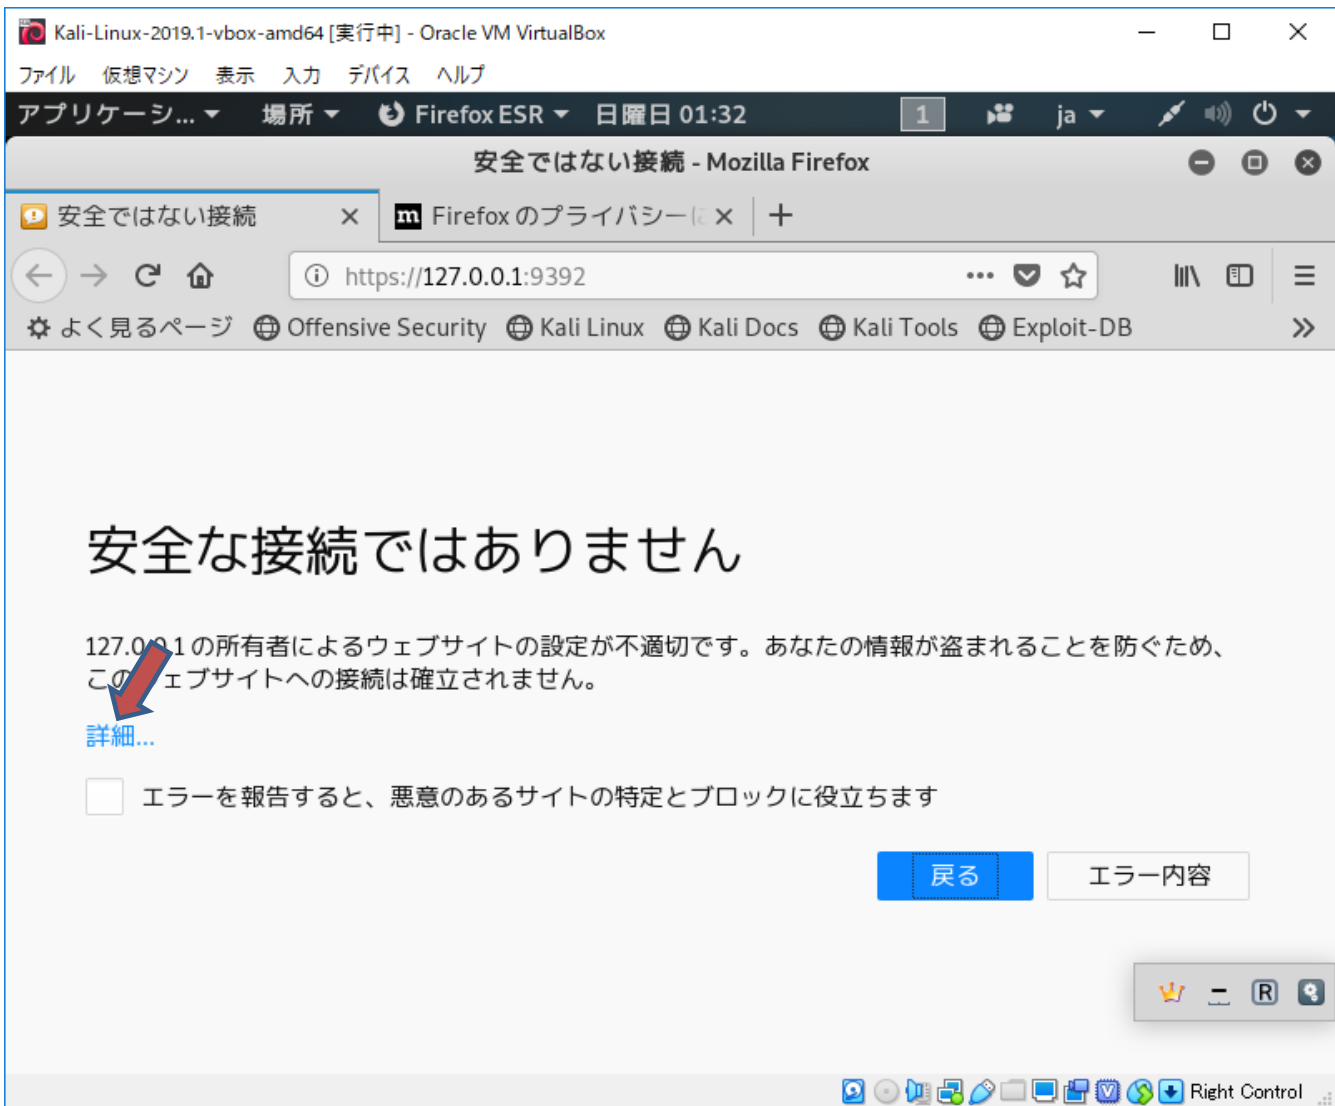 Kali-Linux-2019.1-vbox-amd64 [実行中] - Oracle VM VirtualBox
ファイル 仮想マシン 表示 入力 デバイス ヘルプ
アプリケーシ... 場所 Firefox ESR 日曜日 01:32 1 ja
安全ではない接続 - Mozilla Firefox
安全ではない接続 m Firefox のプライバシー
https://127.0.0.1:9392
よく見るページ Offensive Security Kali Linux Kali Docs Kali Tools Exploit-DB
安全な接続ではありません
127.0.0.1 の所有者によるウェブサイトの設定が不適切です。あなたの情報が盗まれることを防ぐため、
このウェブサイトへの接続は確立されません。
詳細...
エラーを報告すると、悪意のあるサイトの特定とブロックに役立ちます
戻る エラー内容
R
Right Control